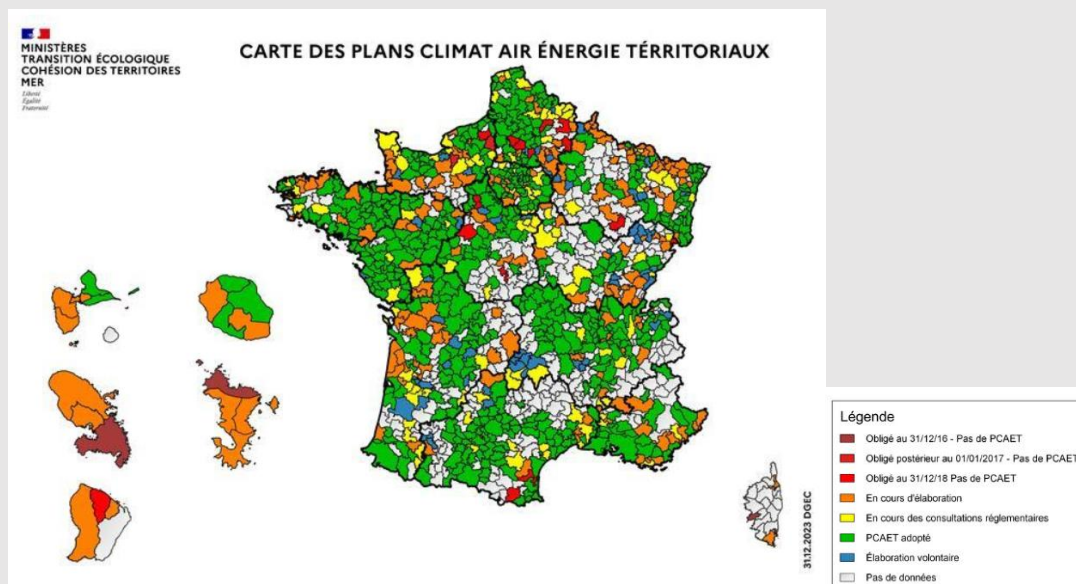 MINISTÈRES
TRANSITION ÉCOLOGIQUE
COHÉSION DES TERRITOIRES
MER
Liberté
Égalité
Fraternité
CARTE DES PLANS CLIMAT AIR ÉNERGIE TÉRRITORIAUX
31.12.2023 DGEC
Légende
Obligé au 31/12/16 - Pas de PCAET
Obligé postérieur au 01/01/2017 - Pas de PCAET
Obligé au 31/12/18 Pas de PCAET
En cours d'élaboration
En cours des consultations réglementaires
PCAET adopté
Élaboration volontaire
Pas de données